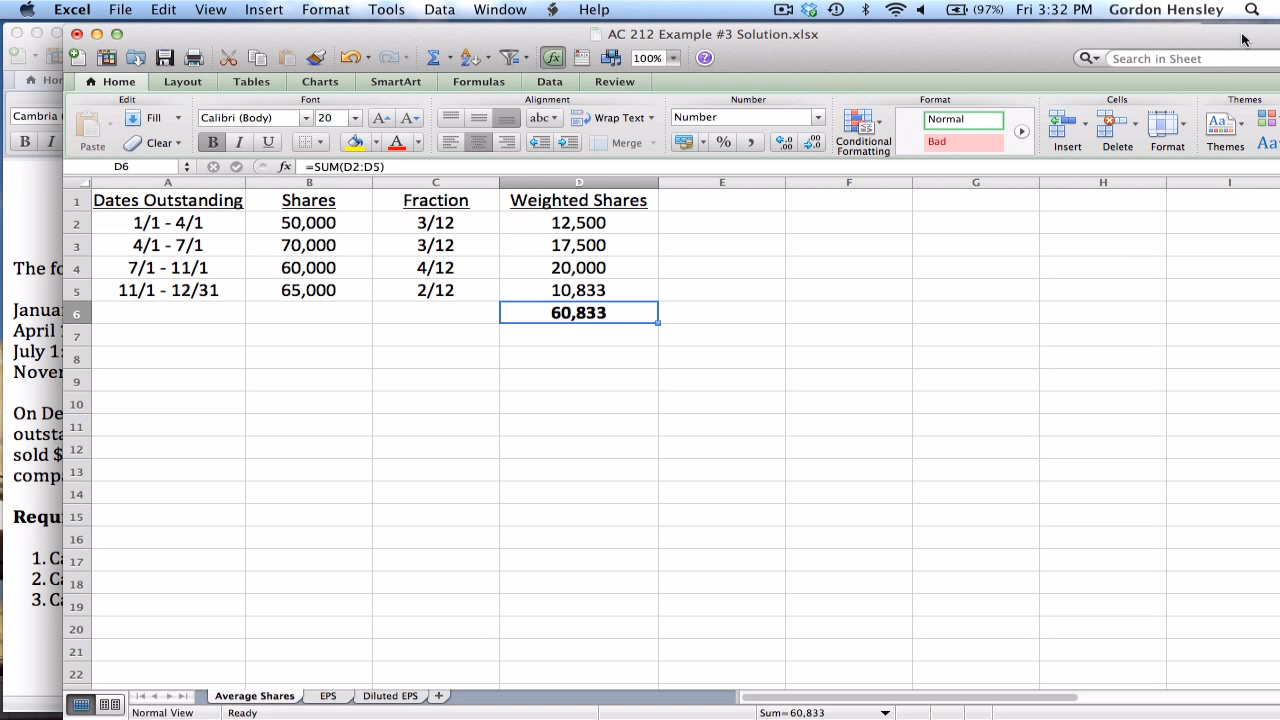 Excel File Edit View Insert Format Tools Data Window Help (97%) Fri 3:32 PM Gordon Hensley
AC 212 Example #3 Solution.xlsx
100% Search in Sheet
Home Layout Tables Charts SmartArt Formulas Data Review
Edit Font Alignment Number Format Cells Themes
Paste Fill Calibri (Body) 20 abc Wrap Text Number Conditional Formatting Normal Insert Delete Format Themes Aa
Clear B I U A Merge % , Bad
D6 fx =SUM(D2:D5)
A B C D E F G H I
1 Dates Outstanding Shares Fraction Weighted Shares
2 1/1 - 4/1 50,000 3/12 12,500
3 4/1 - 7/1 70,000 3/12 17,500
4 7/1 - 11/1 60,000 4/12 20,000
5 11/1 - 12/31 65,000 2/12 10,833
6 60,833
7
8
9
10
11
12
13
14
15
16
17
18
19
20
21
22
Average Shares EPS Diluted EPS +
Normal View Ready Sum=60,833
Hor
Cambria
B I
The fo
Janua
April
July 1
Nover
On De
outsta
sold $
compa
Requ
1. Ca
2. Ca
3. Ca